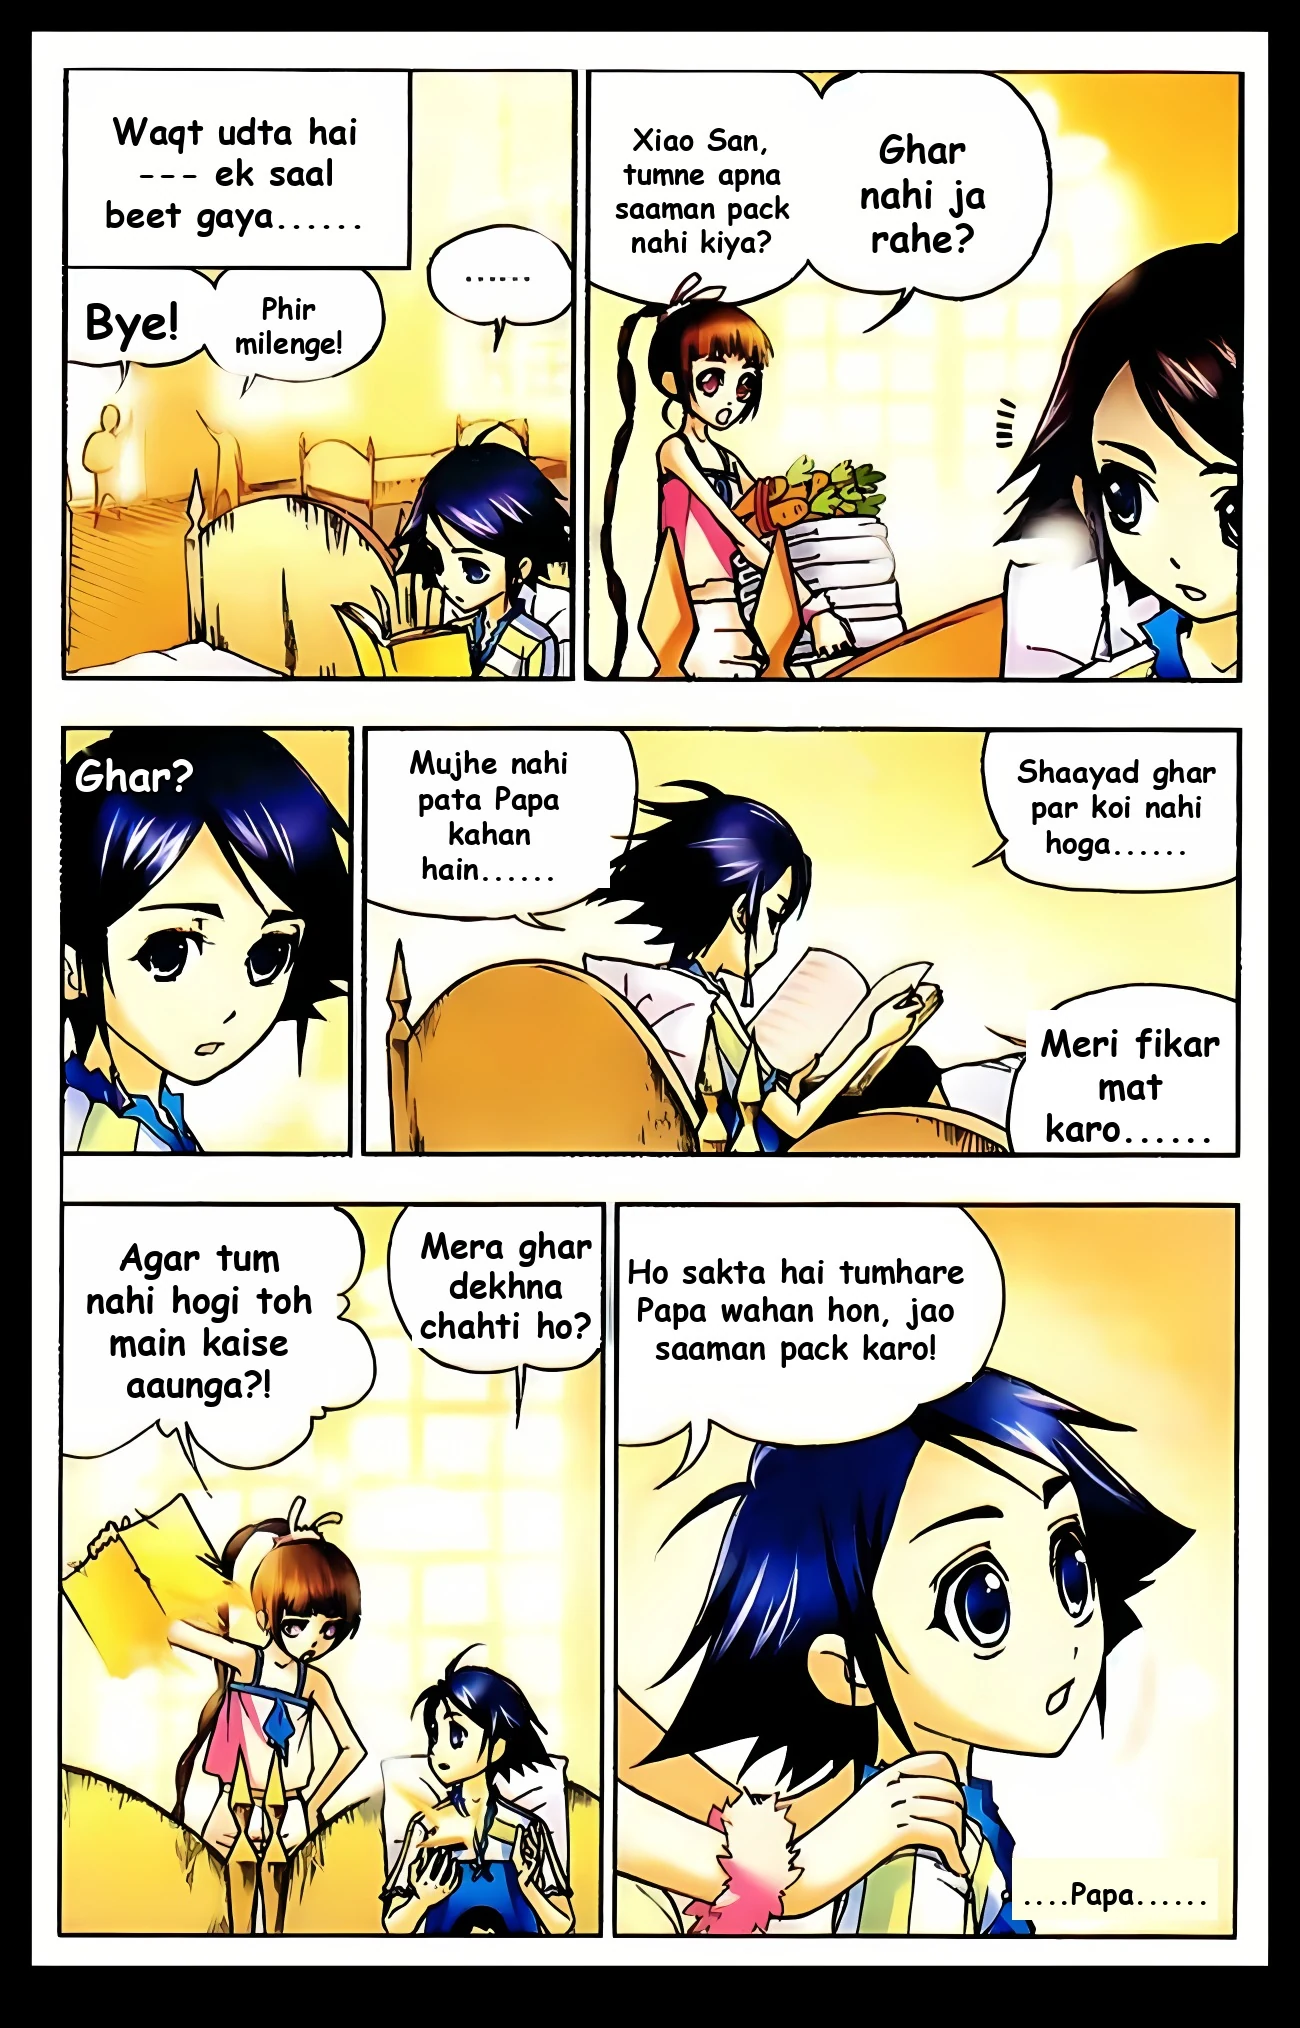 Waqt udta hai
--- ek saal
beet gaya......
Bye!
Phir
milenge!
......
Xiao San,
tumne apna
saaman pack
nahi kiya?
Ghar
nahi ja
rahe?
Ghar?
Mujhe nahi
pata Papa
kahan
hain......
Shaayad ghar
par koi nahi
hoga......
Meri fikar
mat
karo......
Agar tum
nahi hogi toh
main kaise
aaunga?!
Mera ghar
dekhna
chahti ho?
Ho sakta hai tumhare
Papa wahan hon, jao
saaman pack karo!
....Papa......